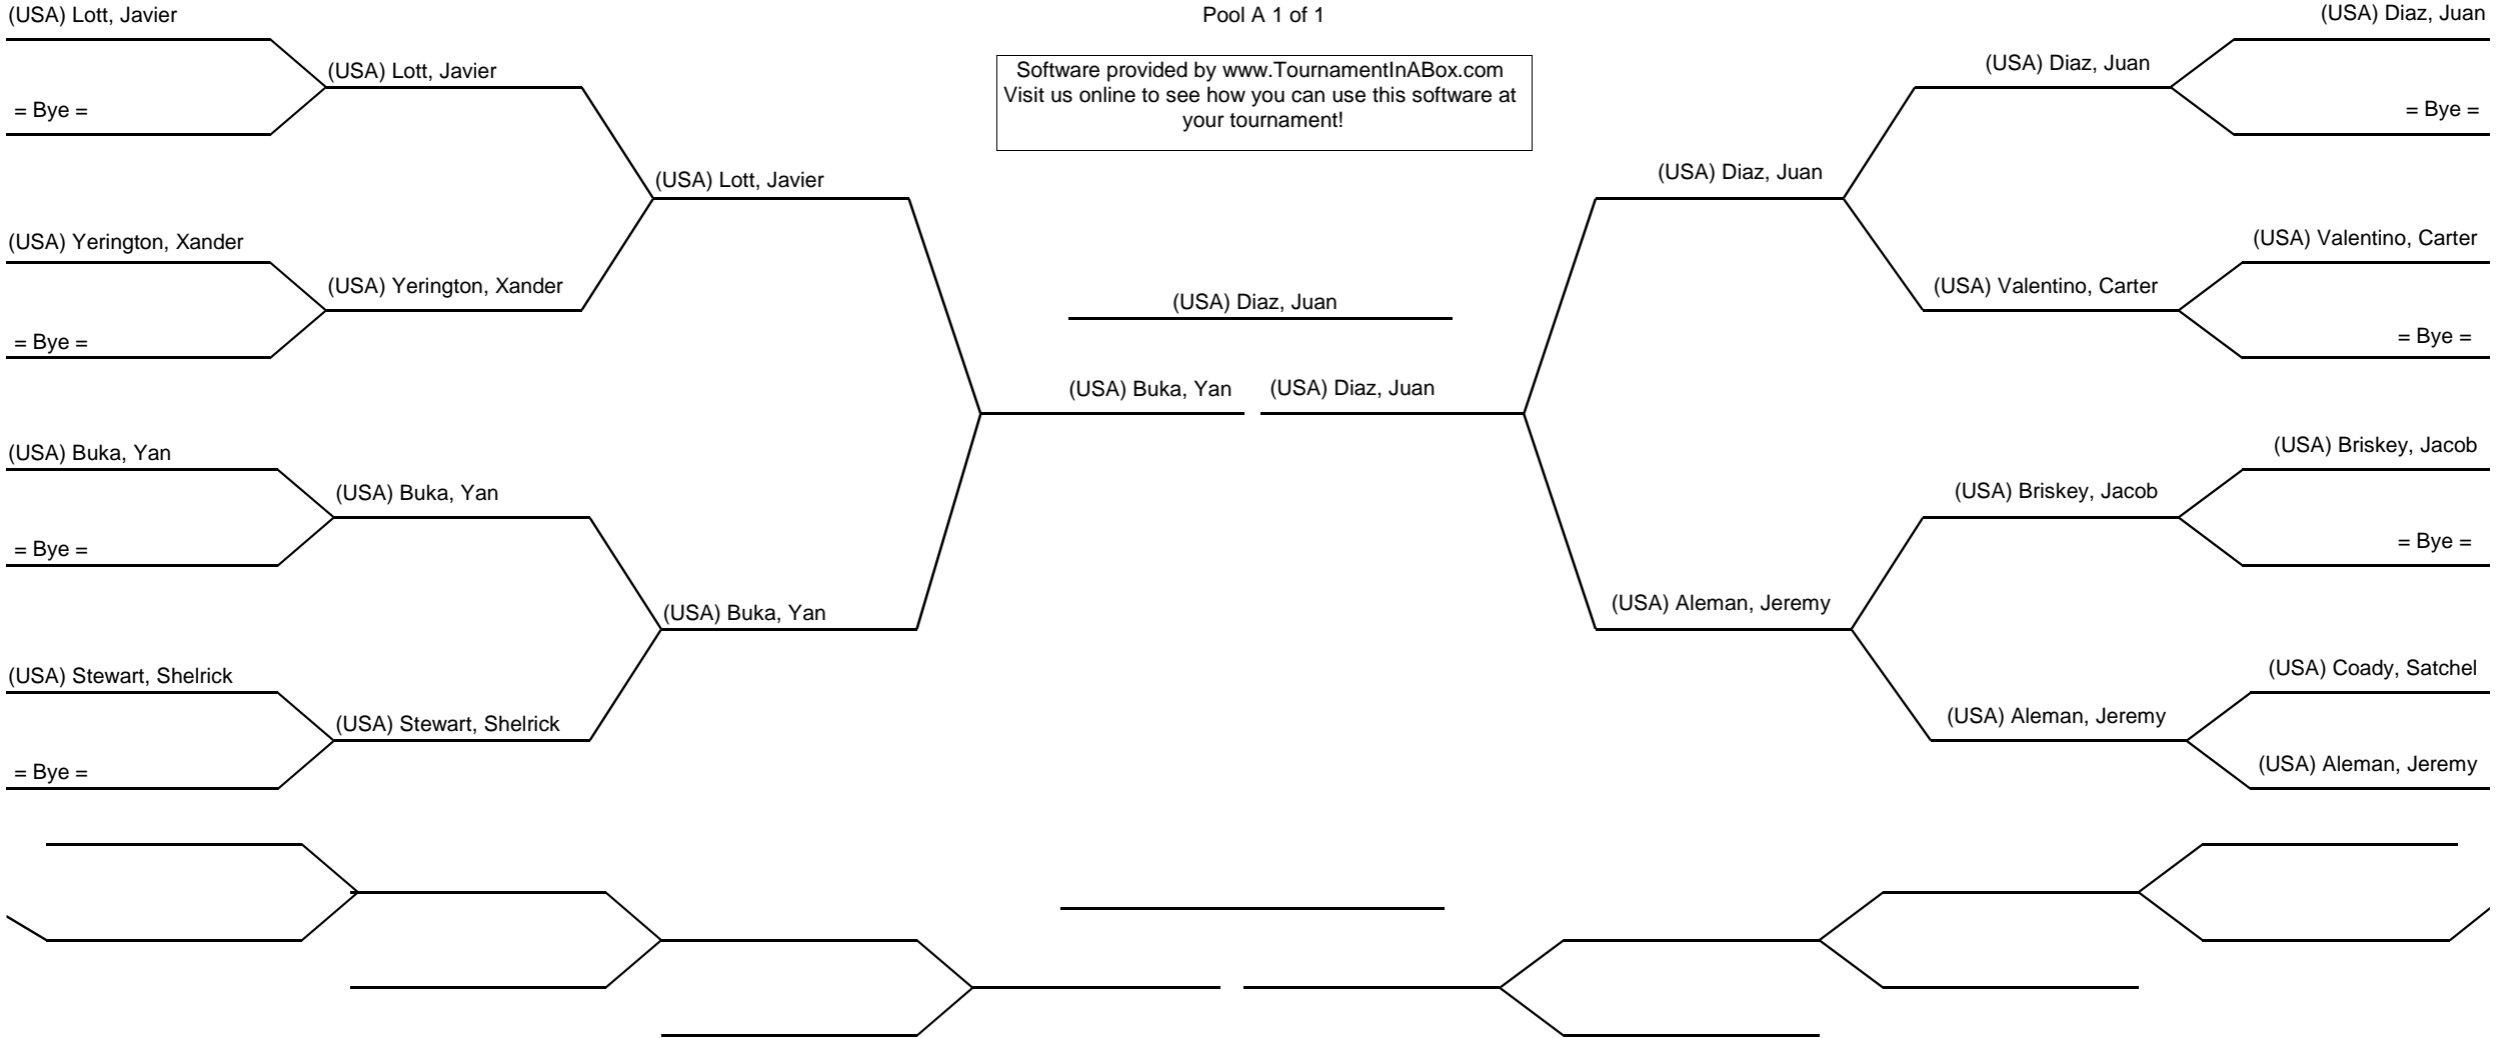 (USA) Lott, Javier
= Bye =
(USA) Yerington, Xander
= Bye =
(USA) Buka, Yan
= Bye =
(USA) Stewart, Shelrick
= Bye =
(USA) Lott, Javier
(USA) Yerington, Xander
(USA) Buka, Yan
(USA) Stewart, Shelrick
(USA) Lott, Javier
(USA) Buka, Yan
Pool A 1 of 1
Software provided by www.TournamentInABox.com
Visit us online to see how you can use this software at
your tournament!
(USA) Diaz, Juan
(USA) Buka, Yan
(USA) Diaz, Juan
(USA) Diaz, Juan
(USA) Aleman, Jeremy
(USA) Diaz, Juan
(USA) Valentino, Carter
(USA) Briskey, Jacob
(USA) Aleman, Jeremy
(USA) Diaz, Juan
= Bye =
(USA) Valentino, Carter
= Bye =
(USA) Briskey, Jacob
= Bye =
(USA) Coady, Satchel
(USA) Aleman, Jeremy